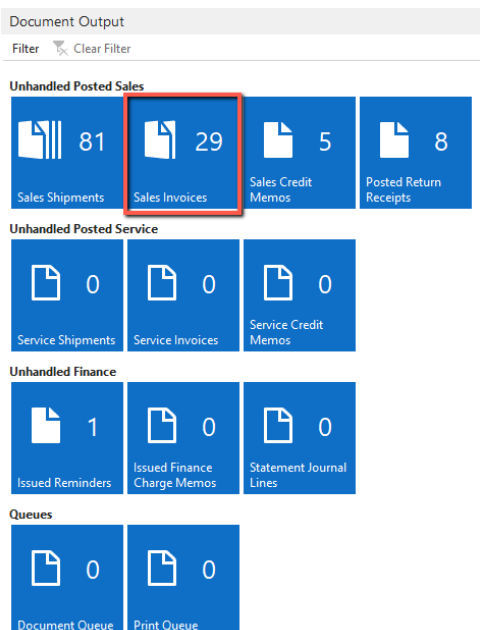 Document Output
Filter Clear Filter
Unhandled Posted Sales
81 29 5 8
Sales Shipments Sales Invoices Sales Credit Memos Posted Return Receipts
Unhandled Posted Service
0 0 0
Service Shipments Service Invoices Service Credit Memos
Unhandled Finance
1 0 0
Issued Reminders Issued Finance Charge Memos Statement Journal Lines
Queues
0 0
Document Queue Print Queue